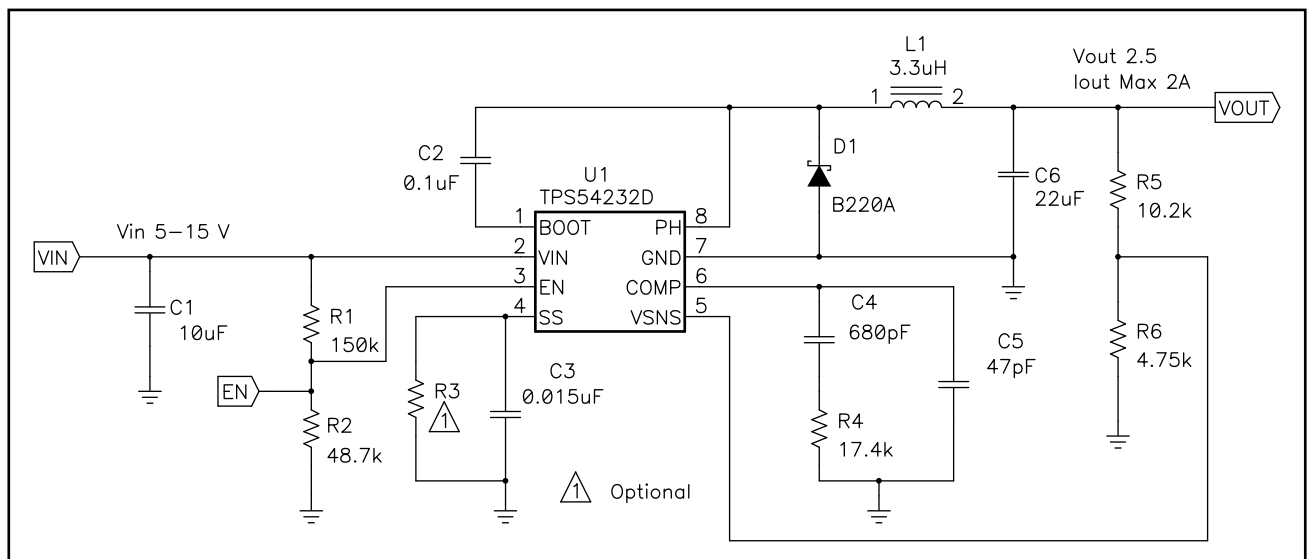 L1
3.3uH
1
2
Vout 2.5
Iout Max 2A
VOUT
C2
0.1uF
U1
TPS54232D
D1
B220A
C6
22uF
R5
10.2k
1
BOOT
PH
8
Vin 5-15 V
VIN
2
VIN
GND
7
3
EN
COMP
6
4
SS
VSNS
5
C1
10uF
R1
150k
C4
680pF
C5
47pF
R6
4.75k
EN
R2
48.7k
R3
1
C3
0.015uF
R4
17.4k
1 Optional